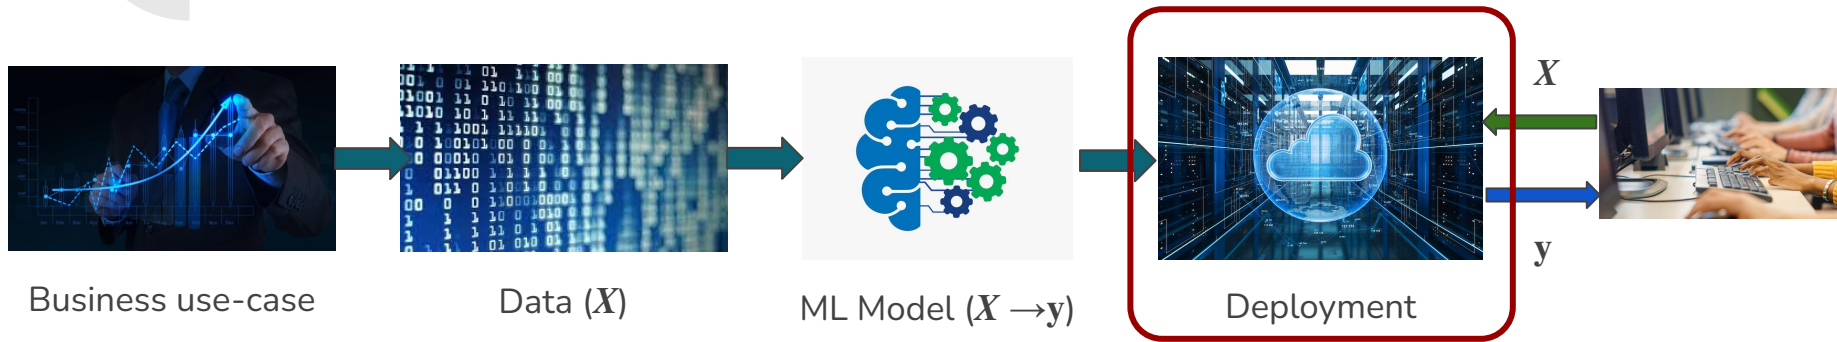 Business use-case
Data (X)
ML Model (X →y)
Deployment
X
y